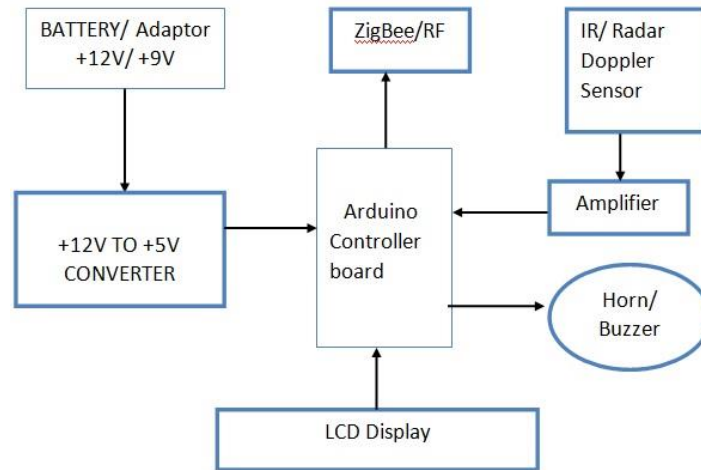 BATTERY/ Adaptor
+12V/ +9V
ZigBee/RF
IR/ Radar
Doppler
Sensor
+12V TO +5V
CONVERTER
Arduino
Controller
board
Amplifier
Horn/
Buzzer
LCD Display